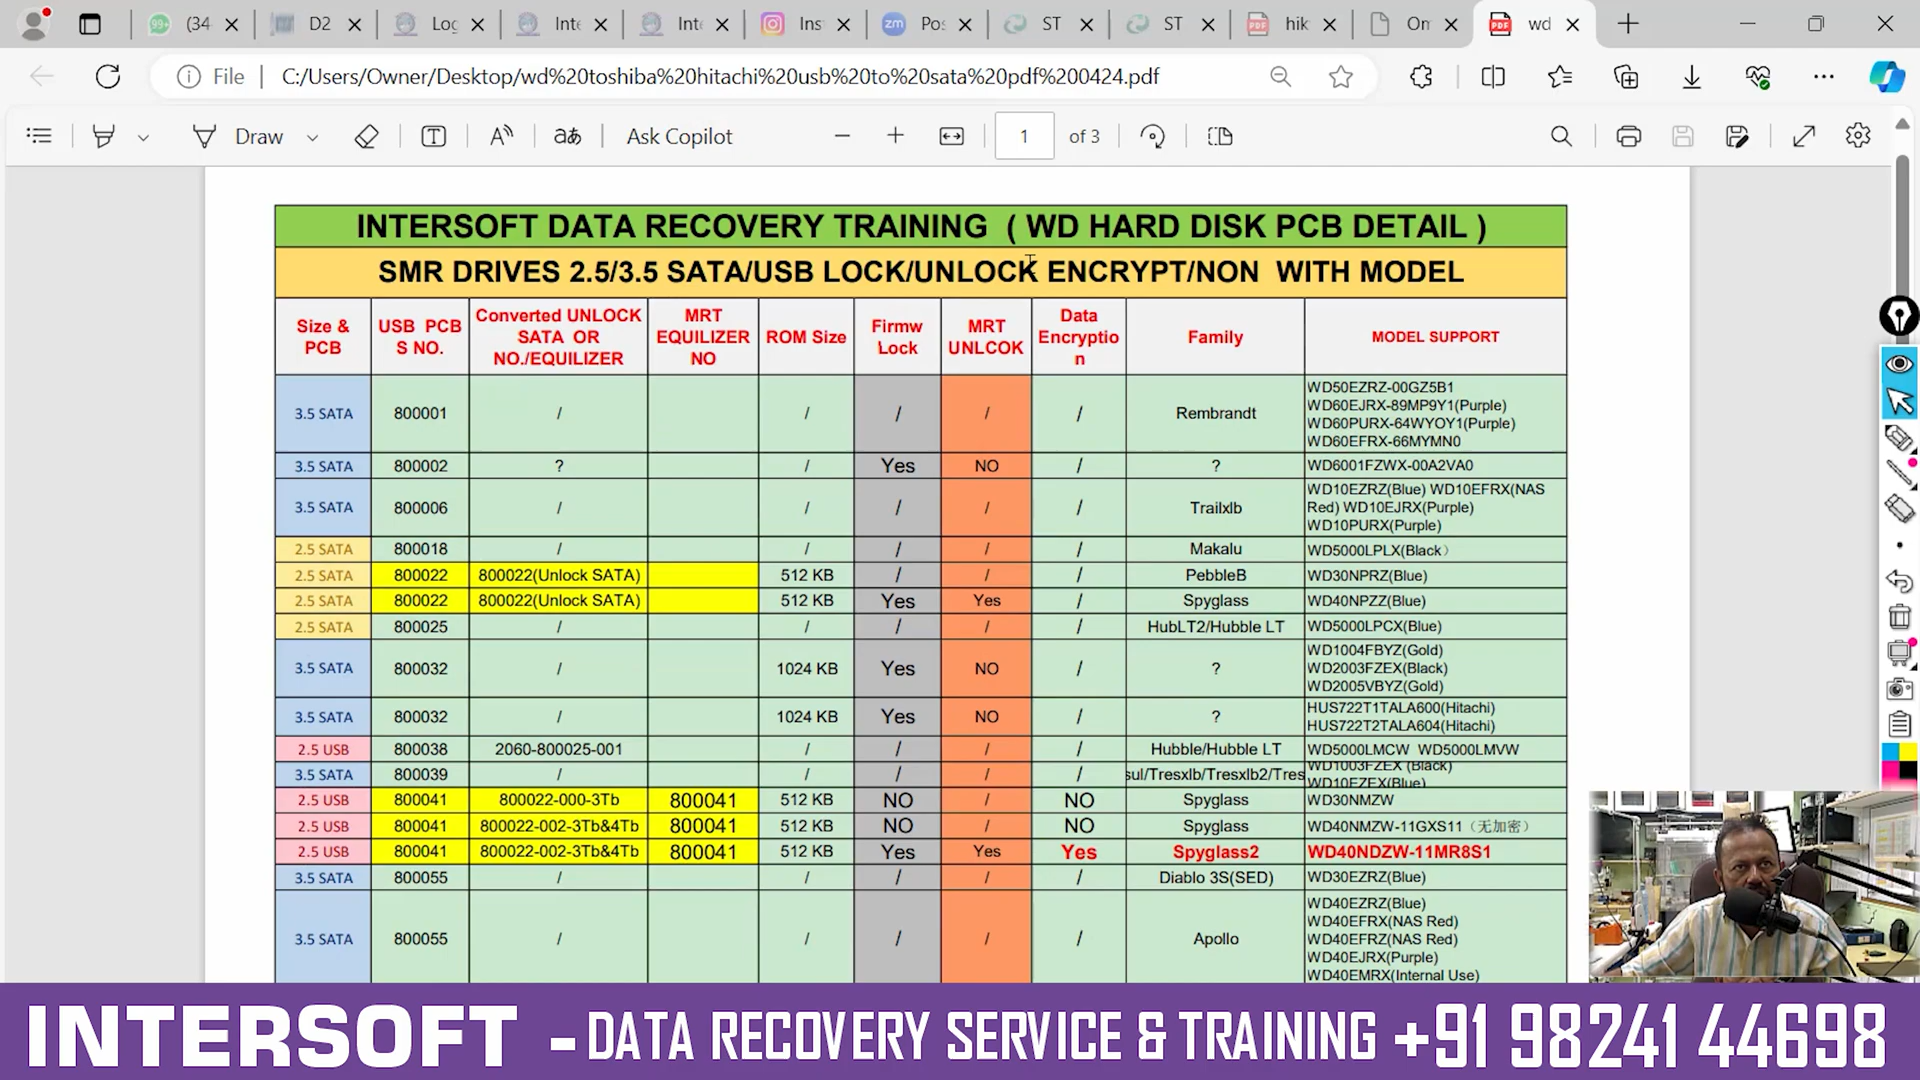 (34 D2 Log Inte Inte Ins zm Pos ST ST hik On wd
File C:/Users/Owner/Desktop/wd%20toshiba%20hitachi%20usb%20to%20sata%20pdf%200424.pdf
Draw Ask Copilot 1 of 3
INTERSOFT DATA RECOVERY TRAINING ( WD HARD DISK PCB DETAIL )
SMR DRIVES 2.5/3.5 SATA/USB LOCK/UNLOCK ENCRYPT/NON WITH MODEL
Size & PCB USB PCB S NO. Converted UNLOCK SATA OR NO./EQUILIZER MRT EQUILIZER NO ROM Size Firmw Lock MRT UNLCOK Data Encryptio n Family MODEL SUPPORT
3.5 SATA 800001 / / / / / Rembrandt WD50EZRZ-00GZ5B1
WD60EJRX-89MP9Y1(Purple)
WD60PURX-64WYOY1(Purple)
WD60EFRX-66MYMN0
3.5 SATA 800002 ? / Yes NO / ? WD6001FZWX-00A2VA0
3.5 SATA 800006 / / / / / Trailxlb WD10EZRZ(Blue) WD10EFRX(NAS
Red) WD10EJRX(Purple)
WD10PURX(Purple)
2.5 SATA 800018 / / / / / Makalu WD5000LPLX(Black）
2.5 SATA 800022 800022(Unlock SATA) 512 KB / / / PebbleB WD30NPRZ(Blue)
2.5 SATA 800022 800022(Unlock SATA) 512 KB Yes Yes / Spyglass WD40NPZZ(Blue)
2.5 SATA 800025 / / / / / HubLT2/Hubble LT WD5000LPCX(Blue)
3.5 SATA 800032 / 1024 KB Yes NO / ? WD1004FBYZ(Gold)
WD2003FZEX(Black)
WD2005VBYZ(Gold)
3.5 SATA 800032 / 1024 KB Yes NO / ? HUS722T1TALA600(Hitachi)
HUS722T2TALA604(Hitachi)
2.5 USB 800038 2060-800025-001 / / / / Hubble/Hubble LT WD5000LMCW WD5000LMVW
3.5 SATA 800039 / / / / / sul/Tresxlb/Tresxlb2/Tres WD1003FZEX (Black)
WD10EZEX(Blue)
2.5 USB 800041 800022-000-3Tb 800041 512 KB NO / NO Spyglass WD30NMZW
2.5 USB 800041 800022-002-3Tb&4Tb 800041 512 KB NO / NO Spyglass WD40NMZW-11GXS11（无加密）
2.5 USB 800041 800022-002-3Tb&4Tb 800041 512 KB Yes Yes Yes Spyglass2 WD40NDZW-11MR8S1
3.5 SATA 800055 / / / / / Diablo 3S(SED) WD30EZRZ(Blue)
3.5 SATA 800055 / / / / / Apollo WD40EZRZ(Blue)
WD40EFRX(NAS Red)
WD40EFRZ(NAS Red)
WD40EJRX(Purple)
WD40EMRX(Internal Use)
INTERSOFT - DATA RECOVERY SERVICE & TRAINING +91 98241 44698